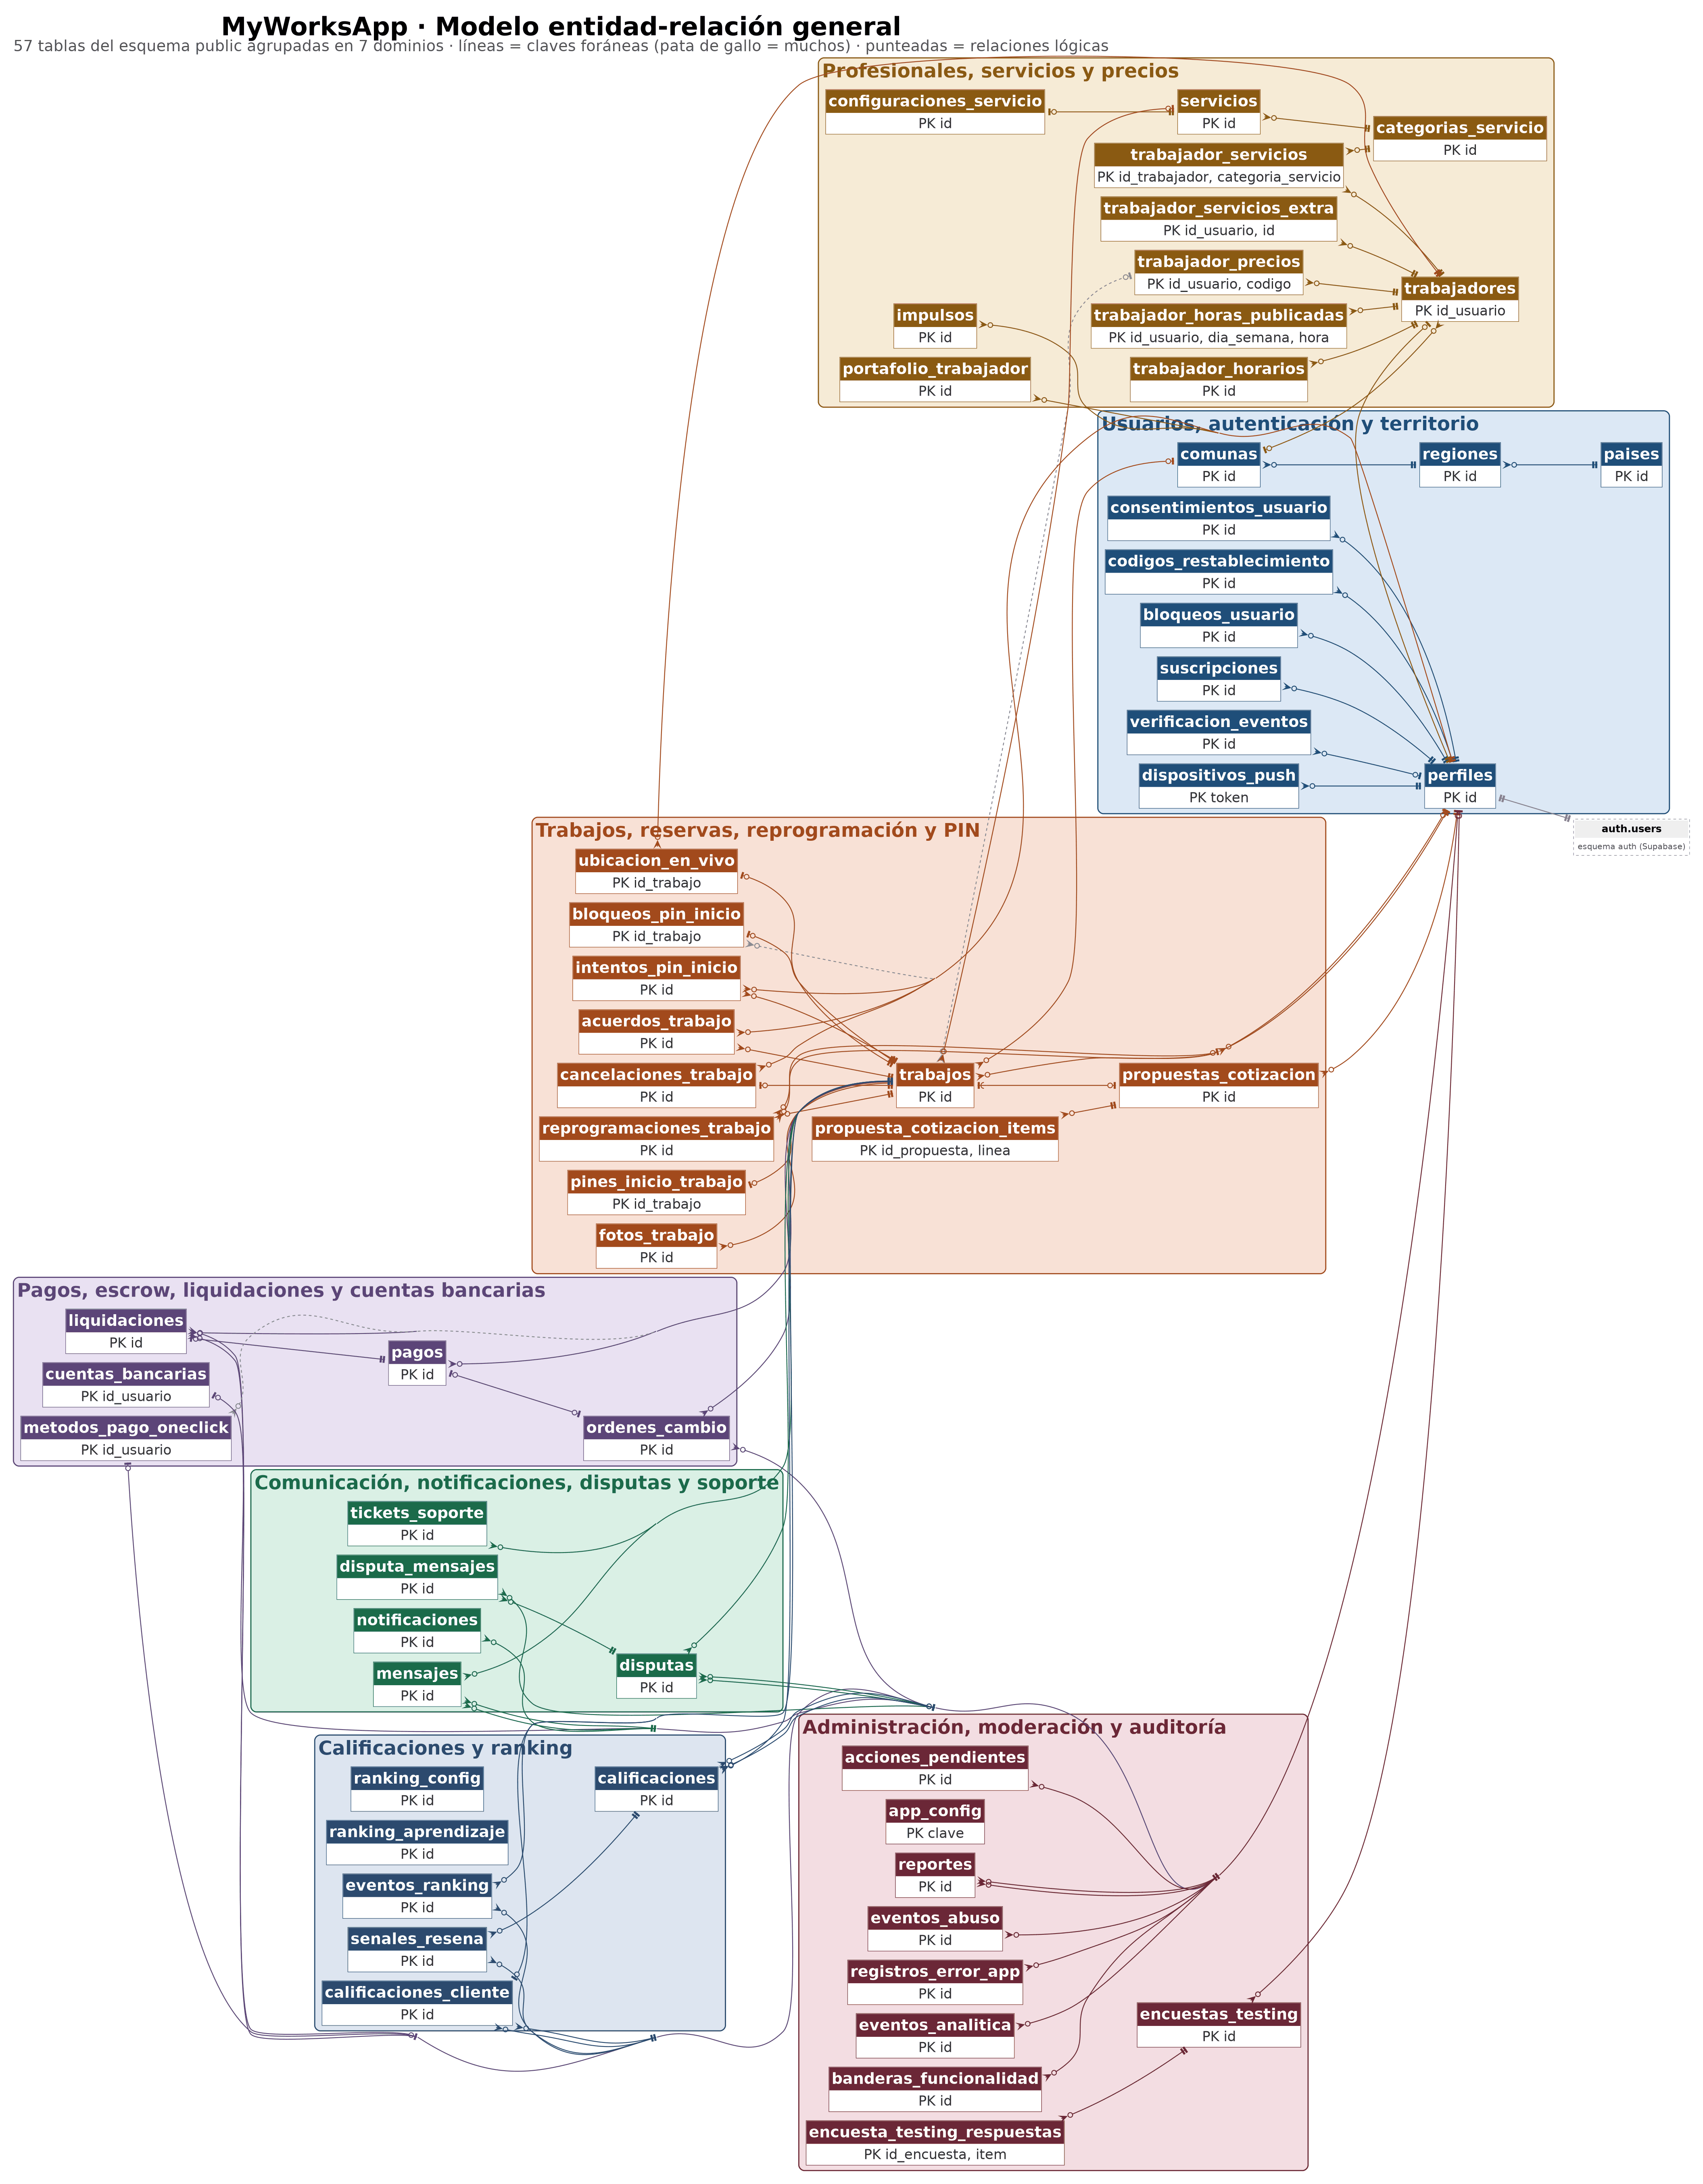 MyWorksApp · Modelo entidad-relación general
57 tablas del esquema public agrupadas en 7 dominios · líneas = claves foráneas (pata de gallo = muchos) · punteadas = relaciones lógicas
Profesionales, servicios y precios
configuraciones_servicio
PK id
servicios
PK id
categorias_servicio
PK id
trabajador_servicios
PK id_trabajador, categoria_servicio
trabajador_servicios_extra
PK id_usuario, id
trabajador_precios
PK id_usuario, codigo
trabajadores
PK id_usuario
impulsos
PK id
trabajador_horas_publicadas
PK id_usuario, dia_semana, hora
portafolio_trabajador
PK id
trabajador_horarios
PK id
Usuarios, autenticación y territorio
comunas
PK id
regiones
PK id
paises
PK id
consentimientos_usuario
PK id
codigos_restablecimiento
PK id
bloqueos_usuario
PK id
suscripciones
PK id
verificacion_eventos
PK id
dispositivos_push
PK token
perfiles
PK id
auth.users
esquema auth (Supabase)
Trabajos, reservas, reprogramación y PIN
ubicacion_en_vivo
PK id_trabajo
bloqueos_pin_inicio
PK id_trabajo
intentos_pin_inicio
PK id
acuerdos_trabajo
PK id
cancelaciones_trabajo
PK id
trabajos
PK id
propuestas_cotizacion
PK id
reprogramaciones_trabajo
PK id
propuesta_cotizacion_items
PK id_propuesta, linea
pines_inicio_trabajo
PK id_trabajo
fotos_trabajo
PK id
Pagos, escrow, liquidaciones y cuentas bancarias
liquidaciones
PK id
pagos
PK id
cuentas_bancarias
PK id_usuario
metodos_pago_oneclick
PK id_usuario
ordenes_cambio
PK id
Comunicación, notificaciones, disputas y soporte
tickets_soporte
PK id
disputa_mensajes
PK id
notificaciones
PK id
mensajes
PK id
disputas
PK id
Calificaciones y ranking
ranking_config
PK id
calificaciones
PK id
ranking_aprendizaje
PK id
eventos_ranking
PK id
senales_resena
PK id
calificaciones_cliente
PK id
Administración, moderación y auditoría
acciones_pendientes
PK id
app_config
PK clave
reportes
PK id
eventos_abuso
PK id
registros_error_app
PK id
eventos_analitica
PK id
encuestas_testing
PK id
banderas_funcionalidad
PK id
encuesta_testing_respuestas
PK id_encuesta, item